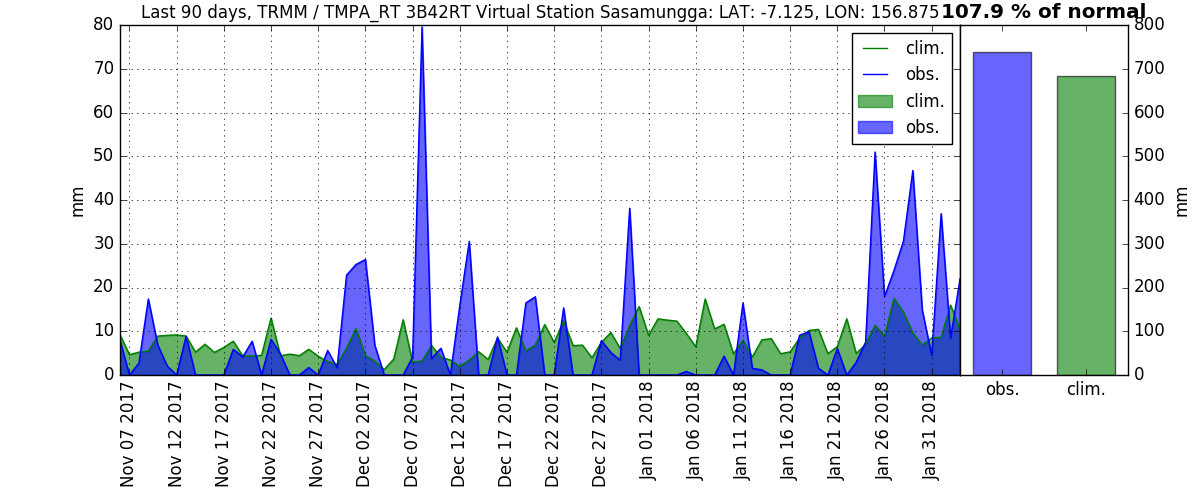 Last 90 days, TRMM / TMPA_RT 3B42RT Virtual Station Sasamungga: LAT: -7.125, LON: 156.875
107.9 % of normal
clim.
obs.
clim.
obs.
mm
80
70
60
50
40
30
20
10
0
800
700
600
500
400
300
200
100
0
mm
Nov 07 2017
Nov 12 2017
Nov 17 2017
Nov 22 2017
Nov 27 2017
Dec 02 2017
Dec 07 2017
Dec 12 2017
Dec 17 2017
Dec 22 2017
Dec 27 2017
Jan 01 2018
Jan 06 2018
Jan 11 2018
Jan 16 2018
Jan 21 2018
Jan 26 2018
Jan 31 2018
obs.
clim.